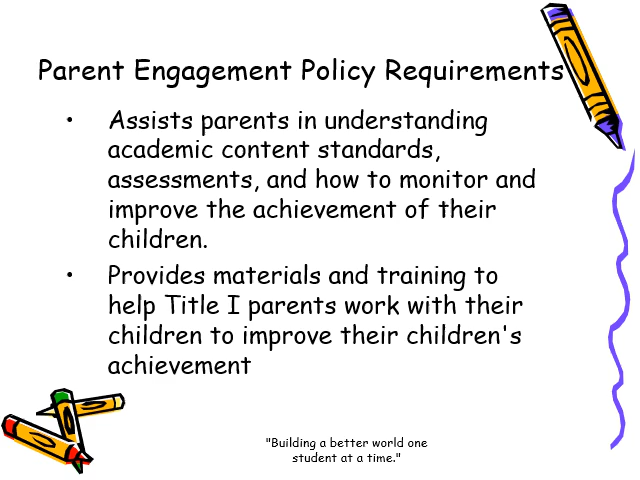 Parent Engagement Policy Requirements
• Assists parents in understanding
academic content standards,
assessments, and how to monitor and
improve the achievement of their
children.
• Provides materials and training to
help Title I parents work with their
children to improve their children's
achievement
"Building a better world one
student at a time."